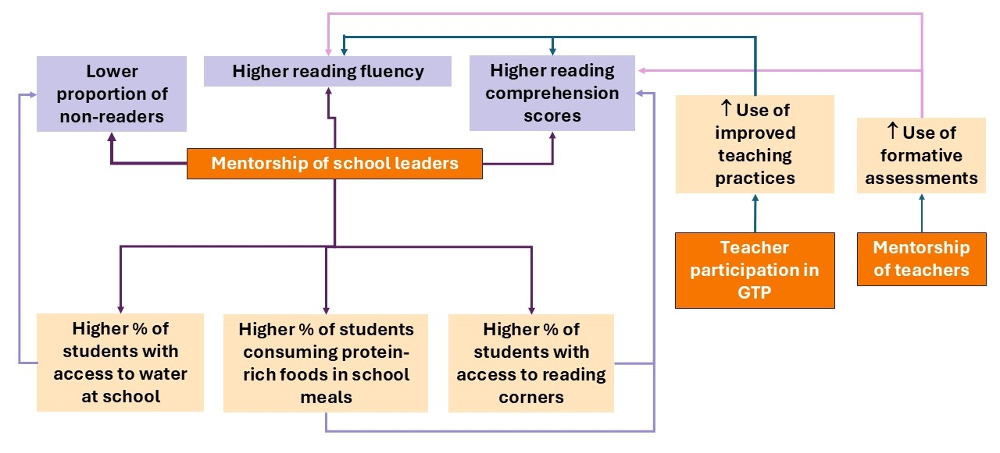 Lower
proportion of
non-readers
Higher reading fluency
Higher reading
comprehension
scores
↑ Use of
improved
teaching
practices
↑ Use of
formative
assessments
Mentorship of school leaders
Teacher
participation in
GTP
Mentorship
of teachers
Higher % of
students with
access to water
at school
Higher % of students
consuming protein-
rich foods in school
meals
Higher % of
students with
access to reading
corners